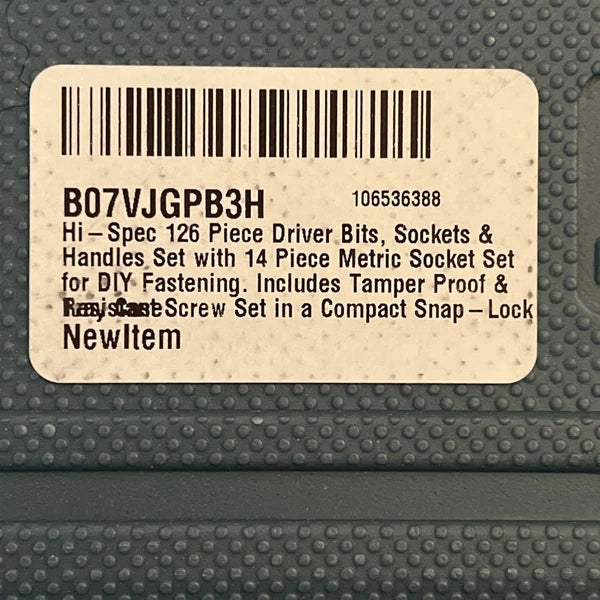 B07VJGPB3H 106536388
Hi-Spec 126 Piece Driver Bits, Sockets &
Handles Set with 14 Piece Metric Socket Set
for DIY Fastening. Includes Tamper Proof &
Screw Set in a Compact Snap-Lock
NewItem